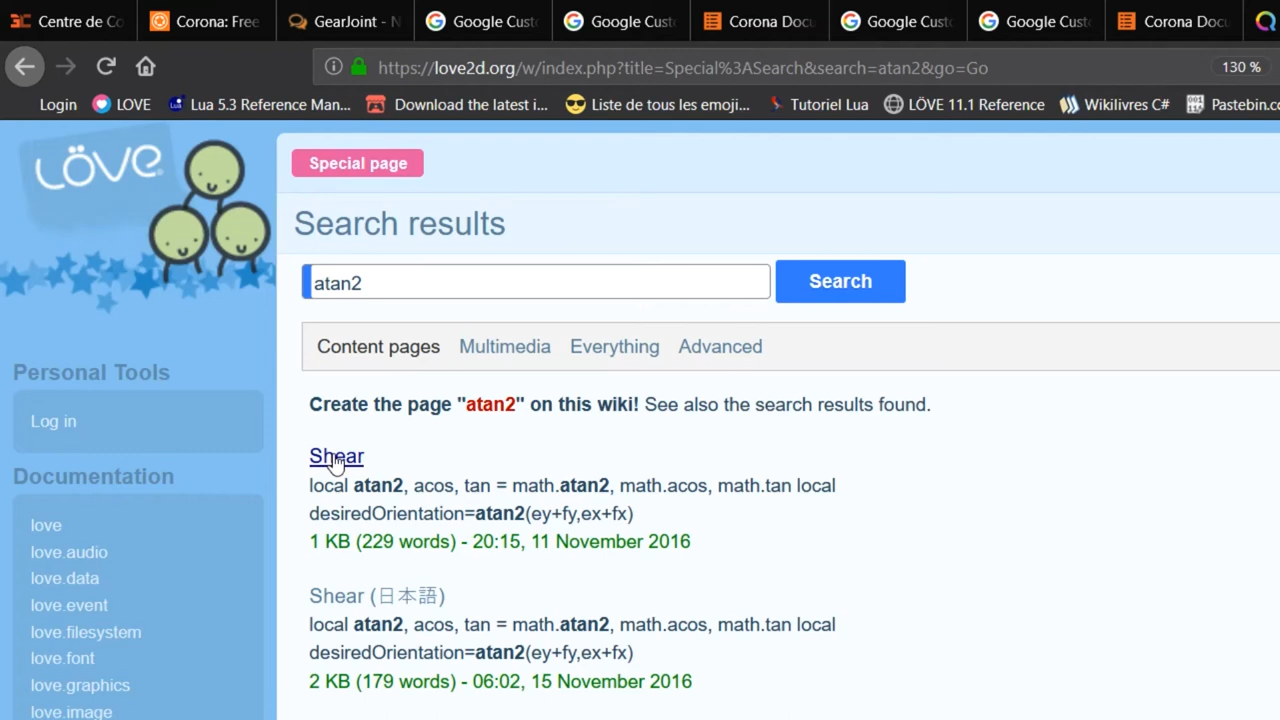 Centre de Co
Corona: Free
GearJoint - N
Google Cust
Google Cust
Corona Docu
Google Cust
Google Cust
Corona Docu
https://love2d.org/w/index.php?title=Special%3ASearch&search=atan2&go=Go
130 %
Login
LOVE
Lua 5.3 Reference Man...
Download the latest i...
Liste de tous les emoji...
Tutoriel Lua
LÖVE 11.1 Reference
Wikilivres C#
Pastebin.co
LÖVE
Special page
Search results
atan2
Search
Content pages
Multimedia
Everything
Advanced
Create the page "atan2" on this wiki! See also the search results found.
Personal Tools
Log in
Documentation
love
love.audio
love.data
love.event
love.filesystem
love.font
love.graphics
love.image
Shear
local atan2, acos, tan = math.atan2, math.acos, math.tan local
desiredOrientation=atan2(ey+fy,ex+fx)
1 KB (229 words) - 20:15, 11 November 2016
Shear (日本語)
local atan2, acos, tan = math.atan2, math.acos, math.tan local
desiredOrientation=atan2(ey+fy,ex+fx)
2 KB (179 words) - 06:02, 15 November 2016